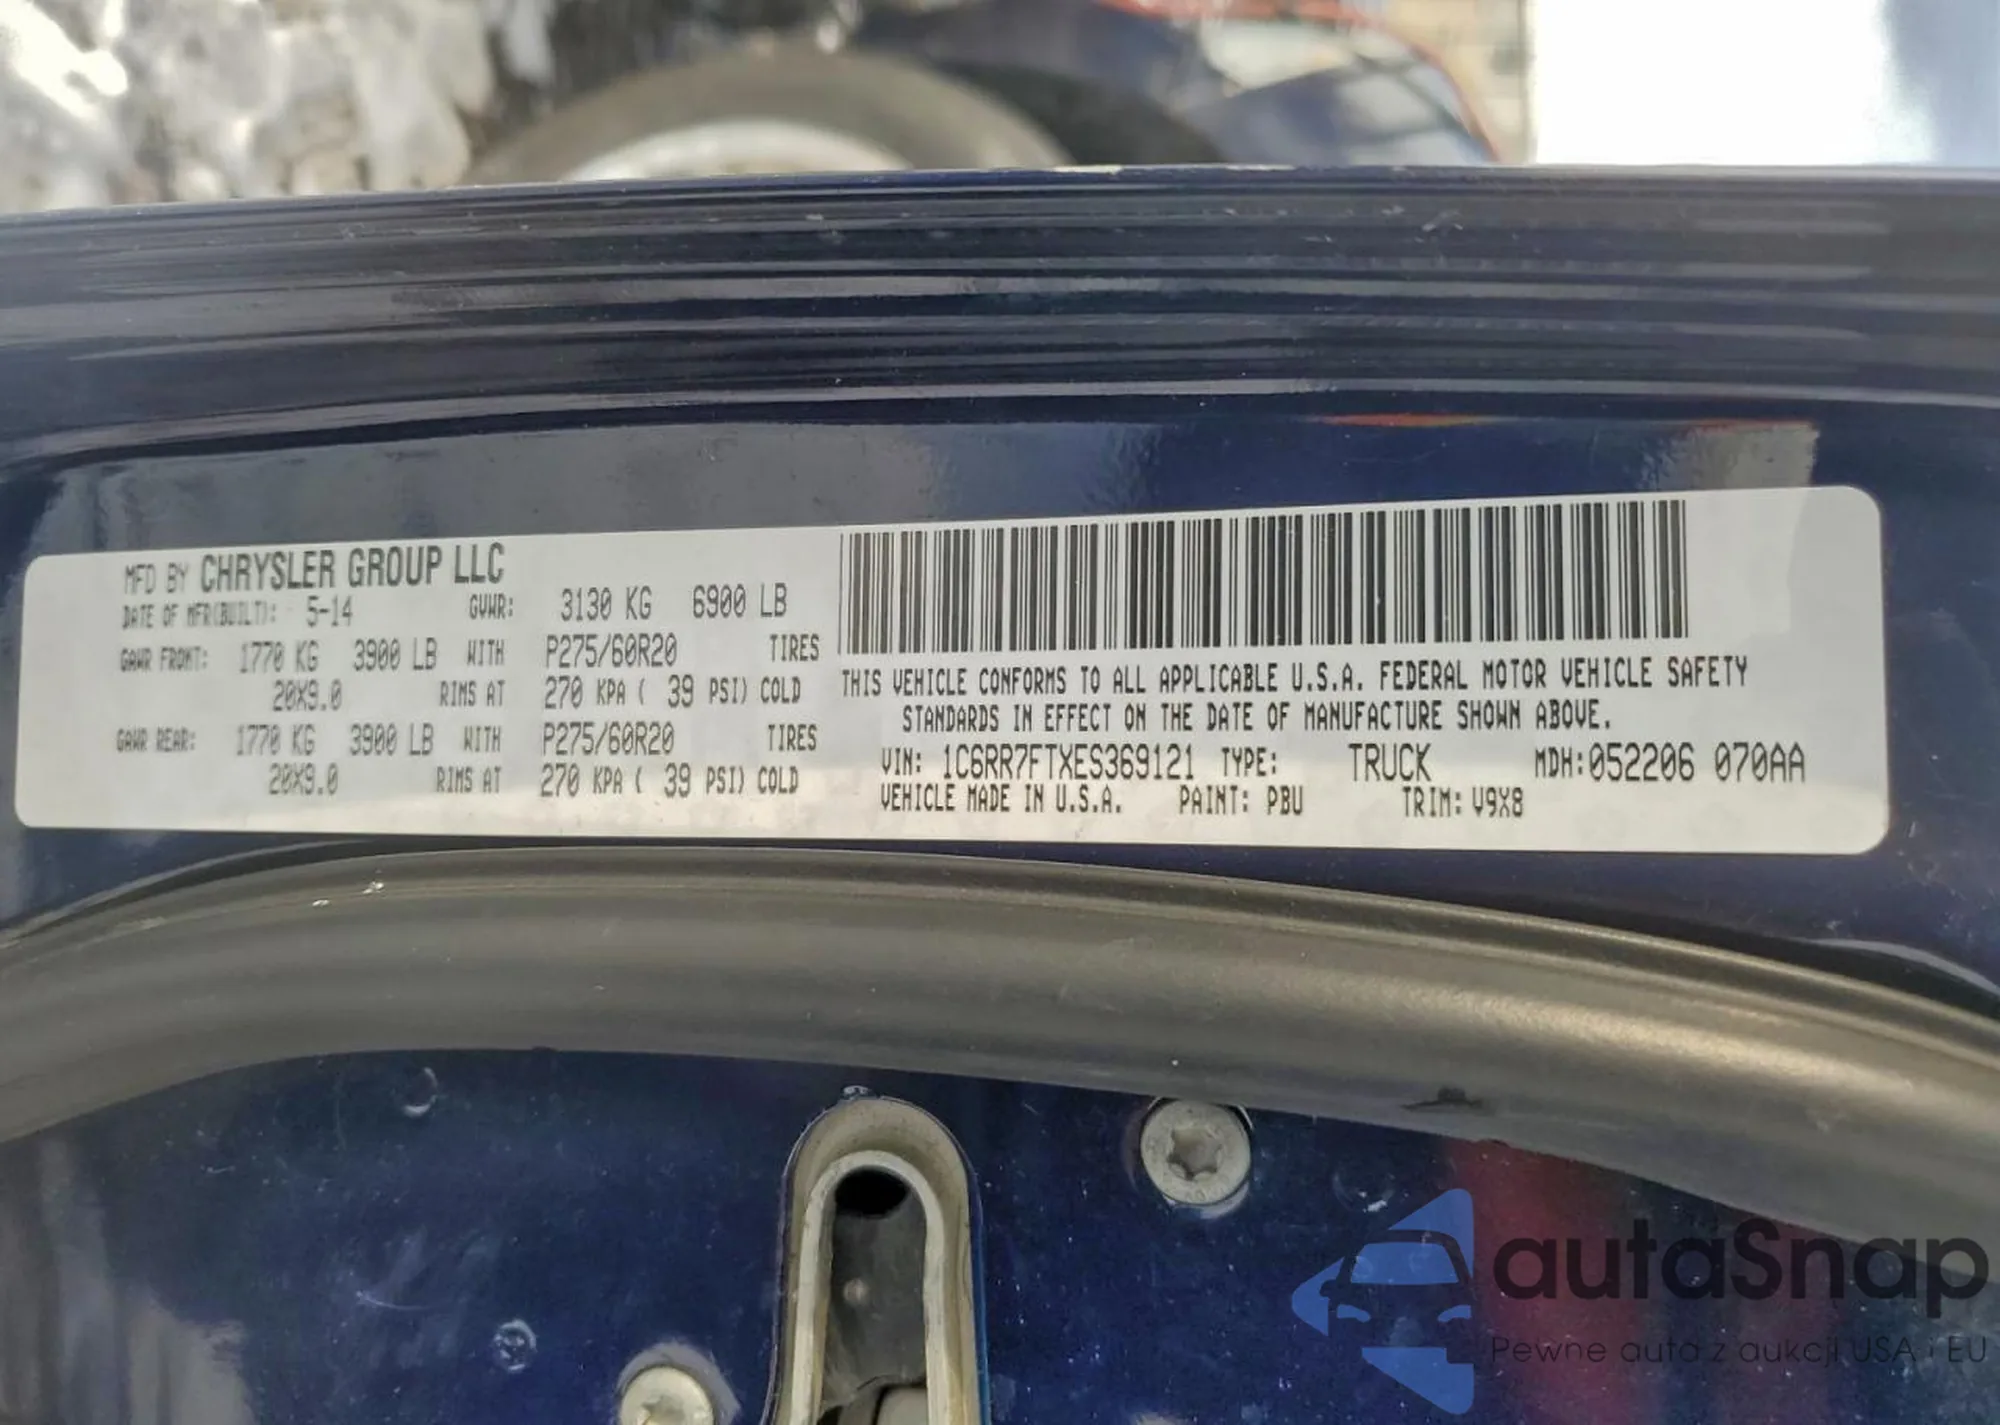 MFD BY CHRYSLER GROUP LLC
DATE OF MFR(BUILT): 5-14 GVWR: 3130 KG 6900 LB
GAWR FRONT: 1770 KG 3900 LB WITH P275/60R20 TIRES
20X9.0 RIMS AT 270 KPA ( 39 PSI) COLD
GAWR REAR: 1770 KG 3900 LB WITH P275/60R20 TIRES
20X9.0 RIMS AT 270 KPA ( 39 PSI) COLD
THIS VEHICLE CONFORMS TO ALL APPLICABLE U.S.A. FEDERAL MOTOR VEHICLE SAFETY
STANDARDS IN EFFECT ON THE DATE OF MANUFACTURE SHOWN ABOVE.
VIN: 1C6RR7FTXES369121 TYPE: TRUCK MDH:052206 070AA
VEHICLE MADE IN U.S.A. PAINT: PBU TRIM: V9X8
autaSnap
Pewne auta z aukcji USA i EU